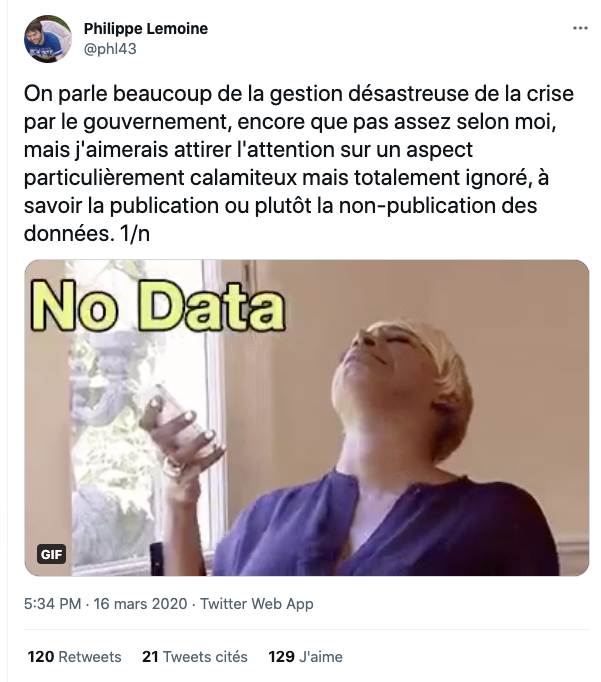 Philippe Lemoine
@phl43
On parle beaucoup de la gestion désastreuse de la crise
par le gouvernement, encore que pas assez selon moi,
mais j'aimerais attirer l'attention sur un aspect
particulièrement calamiteux mais totalement ignoré, à
savoir la publication ou plutôt la non-publication des
données. 1/n
No Data
GIF
5:34 PM · 16 mars 2020 · Twitter Web App
120 Retweets 21 Tweets cités 129 J'aime